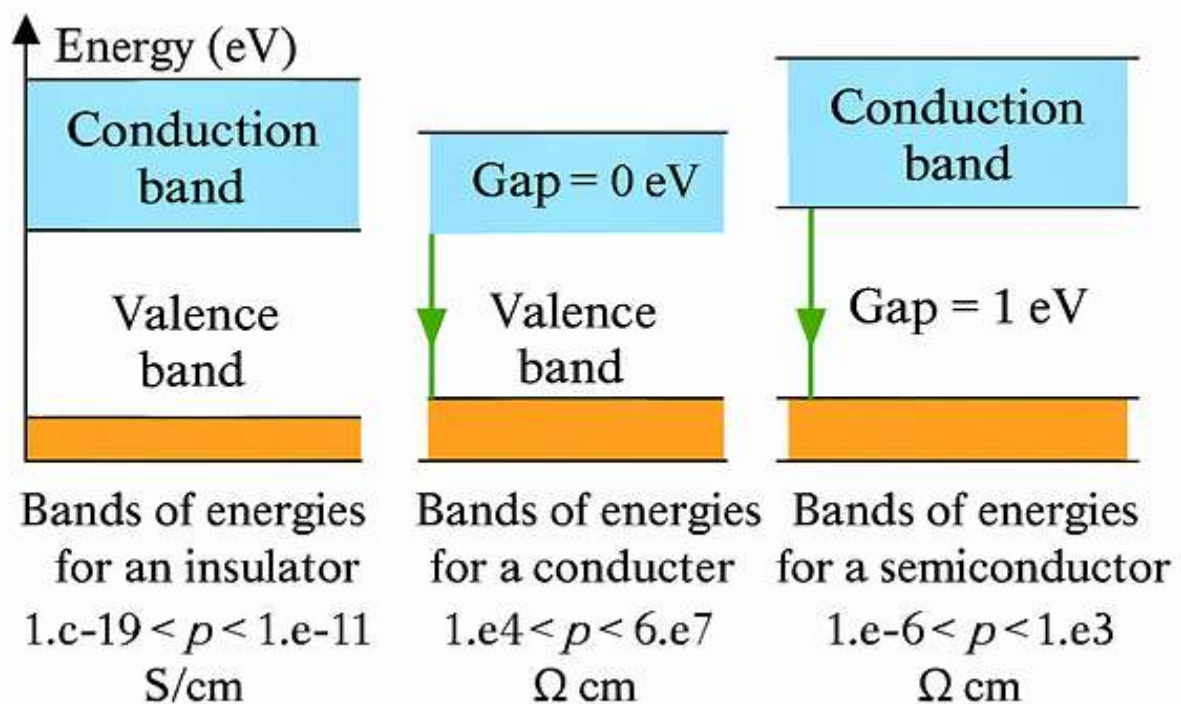 Energy (eV)
Conduction
band
Valence
band
Bands of energies
for an insulator
1.c-19 < p < 1.e-11
S/cm
Gap = 0 eV
Valence
band
Bands of energies
for a conducter
1.e4 < p < 6.e7
Ω cm
Conduction
band
Gap = 1 eV
Bands of energies
for a semiconductor
1.e-6 < p < 1.e3
Ω cm